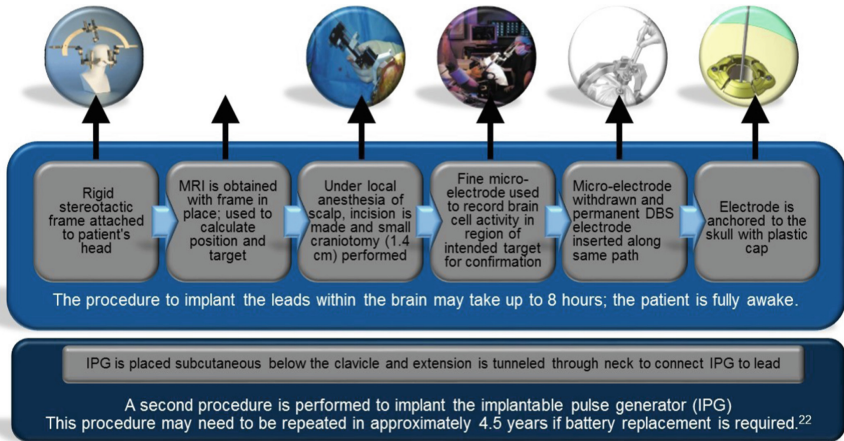 Rigid
stereotactic
frame attached
to patient's
head
MRI is obtained
with frame in
place; used to
calculate
position and
target
Under local
anesthesia of
scalp, incision is
made and small
craniotomy (1.4
cm) performed
Fine micro-
electrode used
to record brain
cell activity in
region of
intended target
for confirmation
Micro-electrode
withdrawn and
permanent DBS
electrode
inserted along
same path
Electrode is
anchored to the
skull with plastic
cap
The procedure to implant the leads within the brain may take up to 8 hours; the patient is fully awake.
IPG is placed subcutaneous below the clavicle and extension is tunneled through neck to connect IPG to lead
A second procedure is performed to implant the implantable pulse generator (IPG)
This procedure may need to be repeated in approximately 4.5 years if battery replacement is required.22